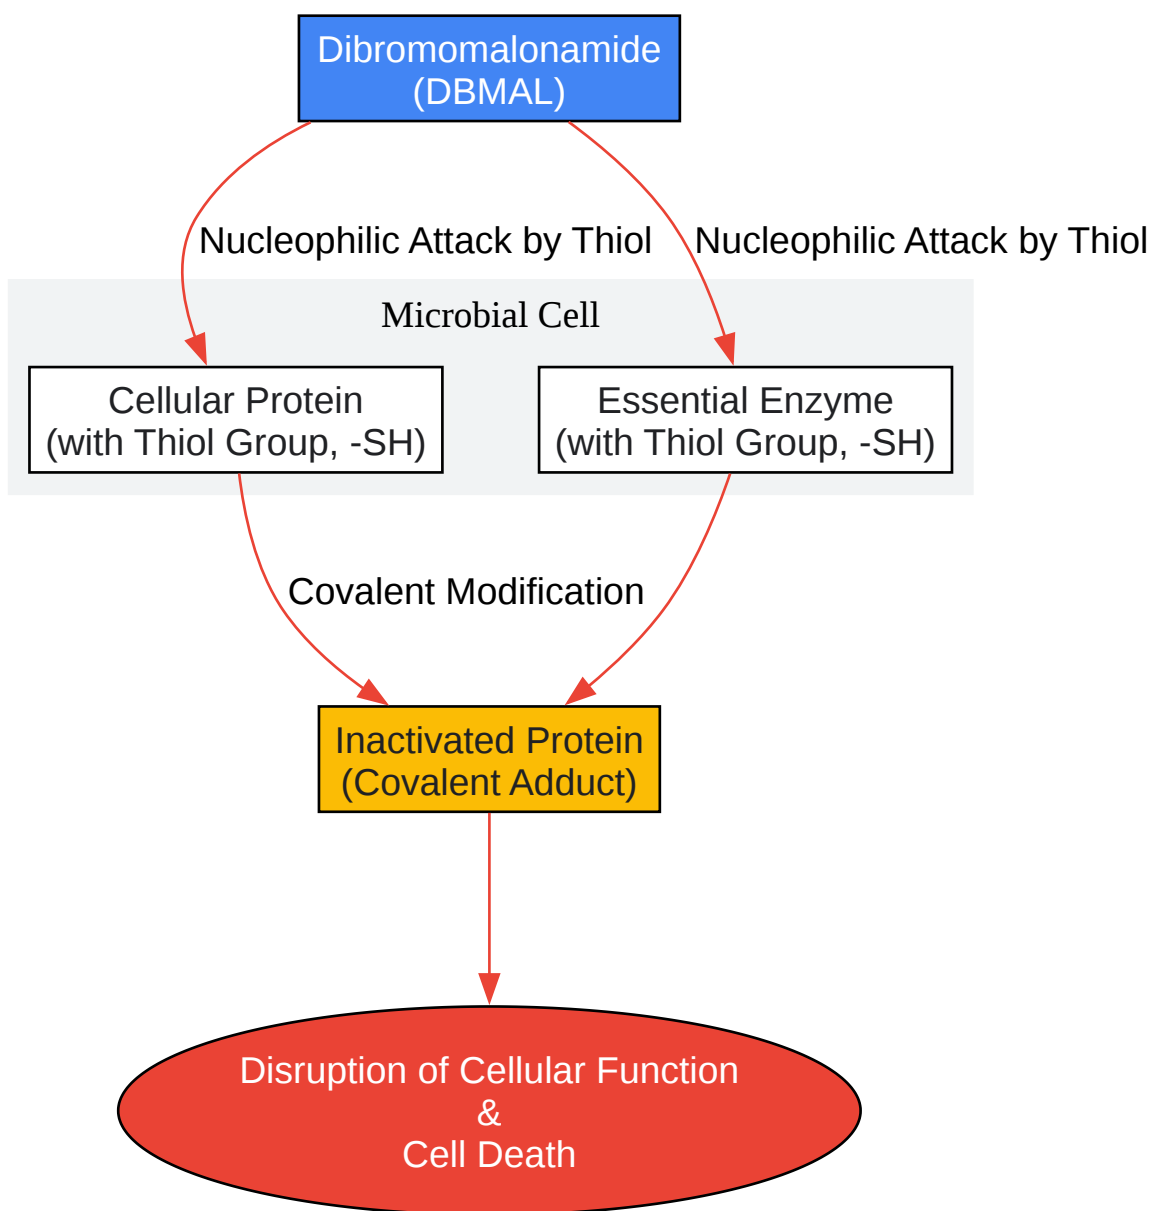 Dibromomalonamide
(DBMAL)
Nucleophilic Attack by Thiol
Nucleophilic Attack by Thiol
Microbial Cell
Cellular Protein
(with Thiol Group, -SH)
Essential Enzyme
(with Thiol Group, -SH)
Covalent Modification
Inactivated Protein
(Covalent Adduct)
Disruption of Cellular Function
&
Cell Death